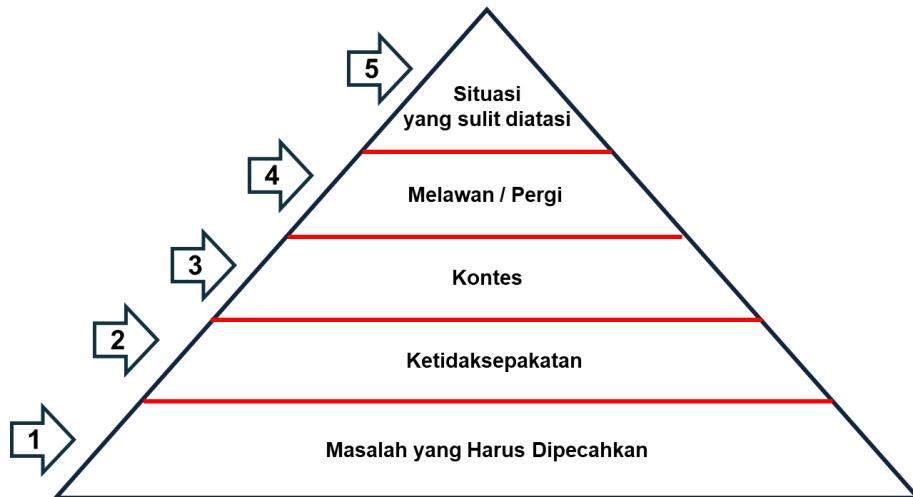 5
Situasi
yang sulit diatasi
4
Melawan / Pergi
3
Kontes
2
Ketidaksepakatan
1
Masalah yang Harus Dipecahkan